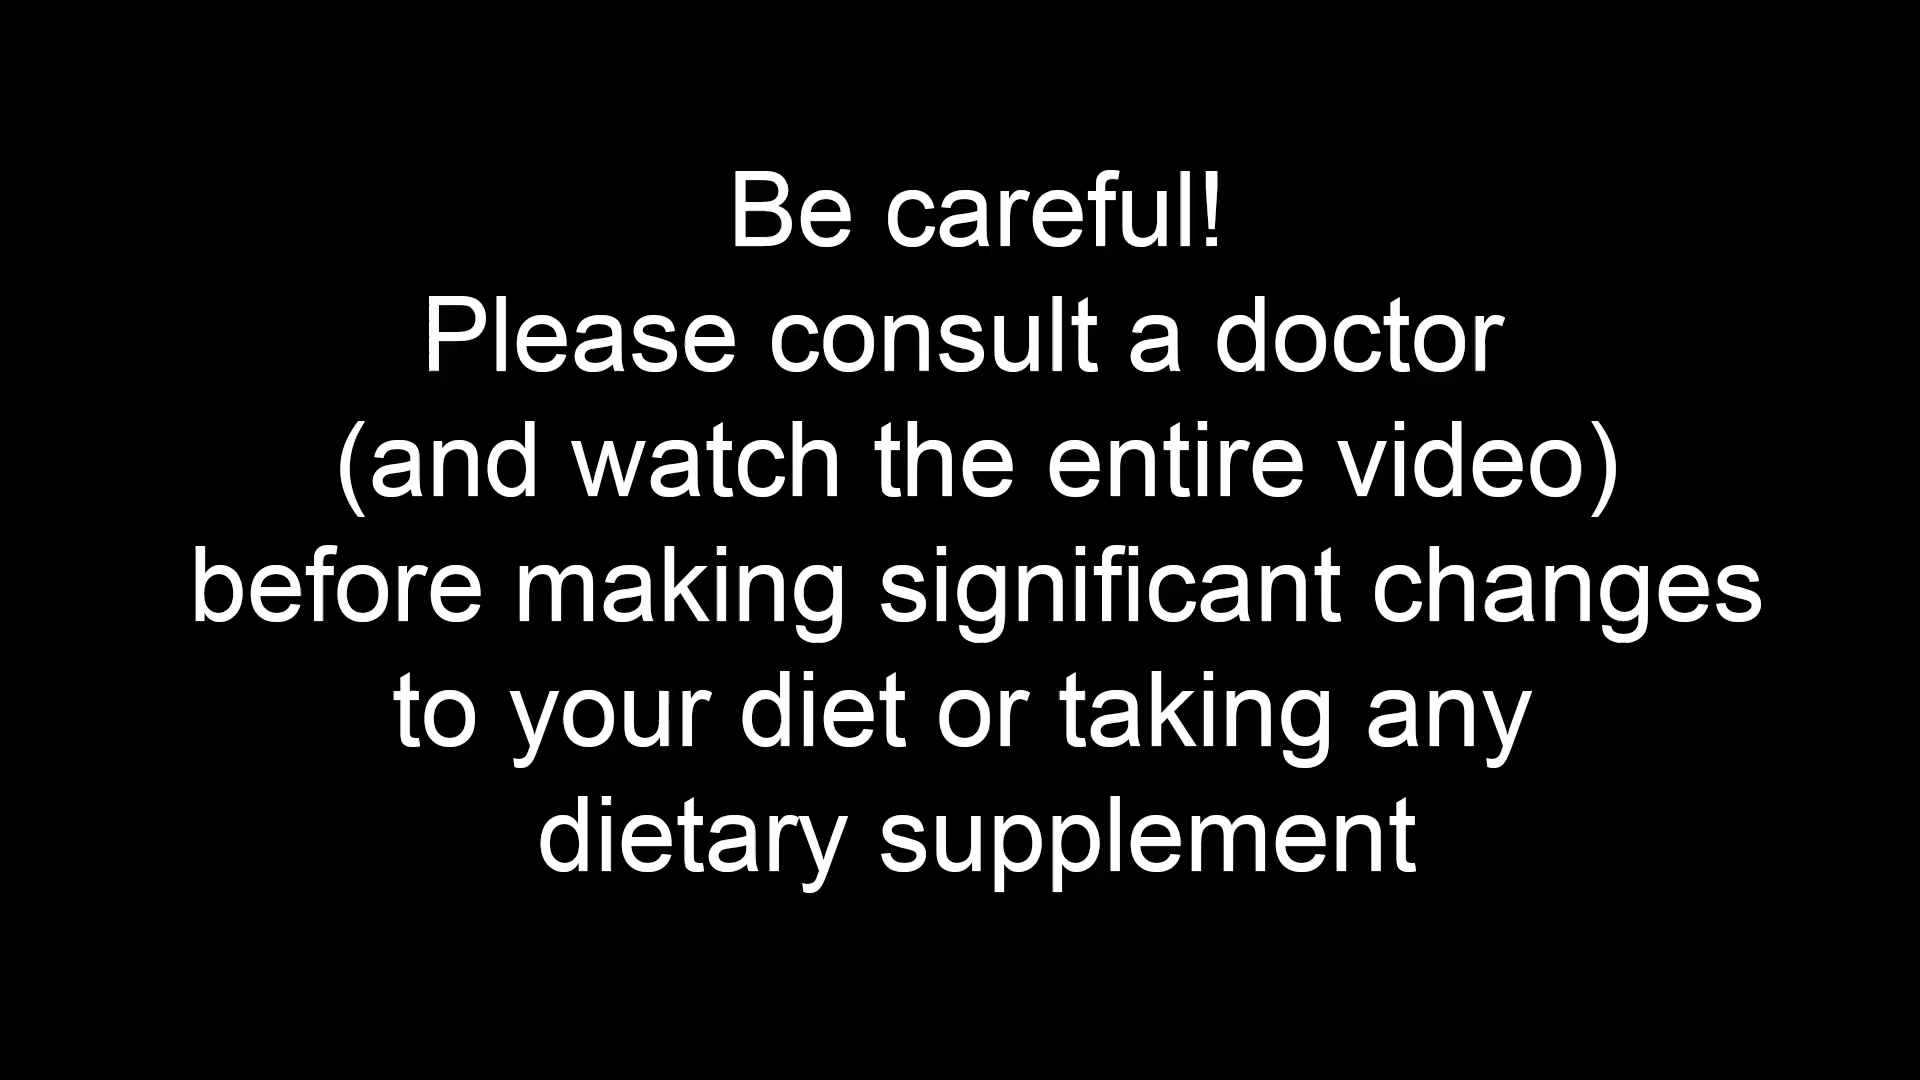 Be careful!
Please consult a doctor
(and watch the entire video)
before making significant changes
to your diet or taking any
dietary supplement